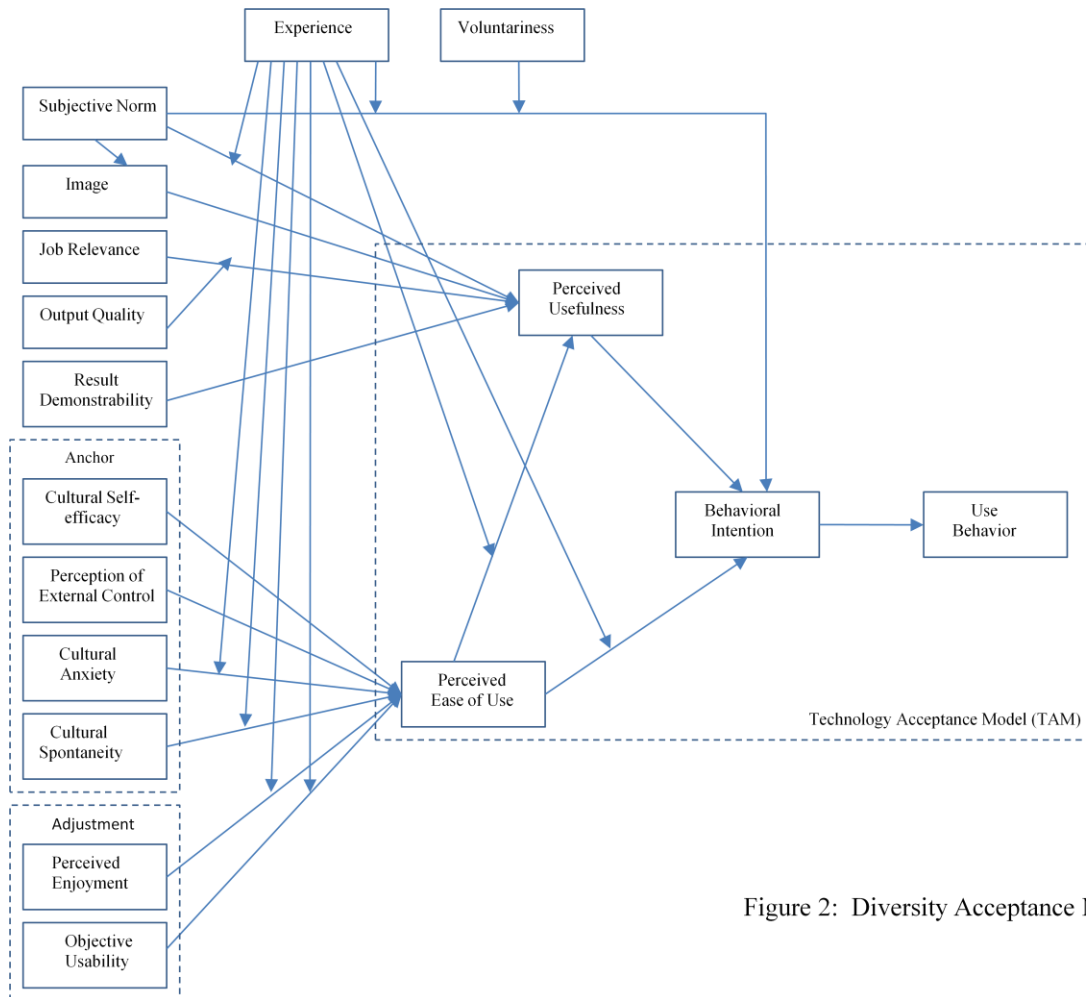 Experience
Voluntariness
Subjective Norm
Image
Job Relevance
Output Quality
Result
Demonstrability
Perceived
Usefulness
Anchor
Cultural Self-
efficacy
Perception of
External Control
Cultural
Anxiety
Cultural
Spontaneity
Behavioral
Intention
Use
Behavior
Perceived
Ease of Use
Technology Acceptance Model (TAM)
Adjustment
Perceived
Enjoyment
Objective
Usability
Figure 2: Diversity Acceptance